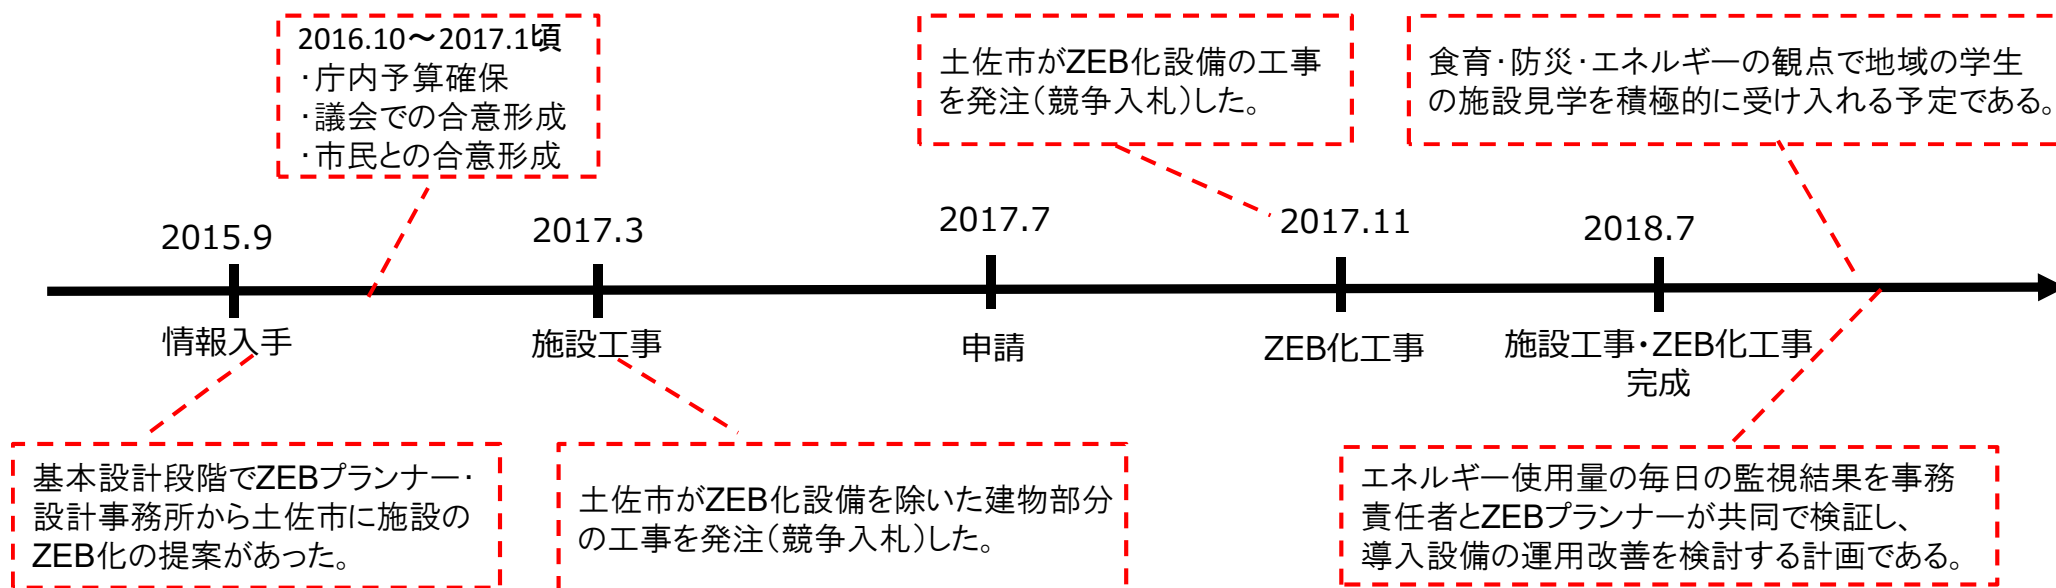 2016.10～2017.1頃
・庁内予算確保
・議会での合意形成
・市民との合意形成
土佐市がZEB化設備の工事
を発注(競争入札)した。
食育・防災・エネルギーの観点で地域の学生
の施設見学を積極的に受け入れる予定である。
2015.9
2017.3
2017.7
2017.11
2018.7
情報入手
施設工事
申請
ZEB化工事
施設工事・ZEB化工事
完成
基本設計段階でZEBプランナー・
設計事務所から土佐市に施設の
ZEB化の提案があった。
土佐市がZEB化設備を除いた建物部分
の工事を発注(競争入札)した。
エネルギー使用量の毎日の監視結果を事務
責任者とZEBプランナーが共同で検証し、
導入設備の運用改善を検討する計画である。